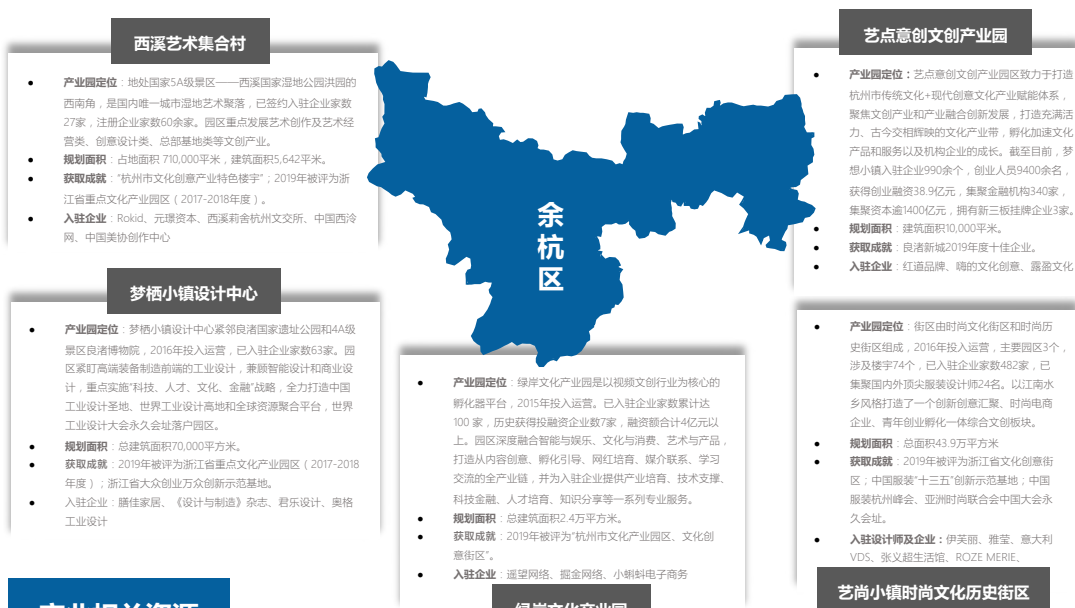 西溪艺术集合村
产业园定位：地处国家5A级景区——西溪国家湿地公园洪园的
西南角，是国内唯一城市湿地艺术聚落，已签约入驻企业家数
27家，注册企业家数60余家。园区重点发展艺术创作及艺术经
营类、创意设计类、总部基地类等文创产业。
规划面积：占地面积 710,000平米，建筑面积5,642平米。
获取成就：“杭州市文化创意产业特色楼宇”；2019年被评为浙
江省重点文化产业园区（2017-2018年度）。
入驻企业：Rokid、元璟资本、西溪莉舍杭州文交所、中国西泠
网、中国美协创作中心
梦栖小镇设计中心
产业园定位：梦栖小镇设计中心紧邻良渚国家遗址公园和4A级
景区良渚博物院，2016年投入运营，已入驻企业家数63家。园
区紧盯高端装备制造前端的工业设计，兼顾智能设计和商业设
计，重点实施“科技、人才、文化、金融”战略，全力打造中国
工业设计圣地、世界工业设计高地和全球资源聚合平台，世界
工业设计大会永久会址落户园区。
规划面积：总建筑面积70,000平方米。
获取成就：2019年被评为浙江省重点文化产业园区（2017-2018
年度）；浙江省大众创业万众创新示范基地。
入驻企业：膳佳家居、《设计与制造》杂志、君乐设计、奥格
工业设计
余
杭
区
产业园定位：绿岸文化产业园是以视频文创行业为核心的
孵化器平台，2015年投入运营。已入驻企业家数累计达
100 家，历史获得投融资企业数7家，融资额合计4亿元以
上。园区深度融合智能与娱乐、文化与消费、艺术与产品，
打造从内容创意、孵化引导、网红培育、媒介联系、学习
交流的全产业链，并为入驻企业提供产业培育、技术支撑、
科技金融、人才培育、知识分享等一系列专业服务。
规划面积：总建筑面积2.4万平方米。
获取成就：2019年被评为“杭州市文化产业园区、文化创
意街区”。
入驻企业：遥望网络、掘金网络、小蝌蚪电子商务
绿岸文化产业园
艺点意创文创产业园
产业园定位：艺点意创文创产业园区致力于打造
杭州市传统文化+现代创意文化产业赋能体系，
聚焦文创产业和产业融合创新发展，打造充满活
力、古今交相辉映的文化产业带，孵化加速文化
产品和服务以及机构企业的成长。截至目前，梦
想小镇入驻企业990余个，创业人员9400余名，
获得创业融资38.9亿元，集聚金融机构340家，
集聚资本逾1400亿元，拥有新三板挂牌企业3家。
规划面积：建筑面积10,000平米。
获取成就：良渚新城2019年度十佳企业。
入驻企业：红道品牌、嗨的文化创意、露盈文化
产业园定位：街区由时尚文化街区和时尚历
史街区组成，2016年投入运营，主要园区3个，
涉及楼宇74个，已入驻企业家数482家，已
集聚国内外顶尖服装设计师24名。以江南水
乡风格打造了一个创新创意汇聚、时尚电商
企业、青年创业孵化一体综合文创板块。
规划面积：总面积43.9万平方米
获取成就：2019年被评为浙江省文化创意街
区；中国服装“十三五”创新示范基地；中国
服装杭州峰会、亚洲时尚联合会中国大会永
久会址。
入驻设计师及企业：伊芙丽、雅莹、意大利
VDS、张义超生活馆、ROZE MERIE、
艺尚小镇时尚文化历史街区
产业相关资源